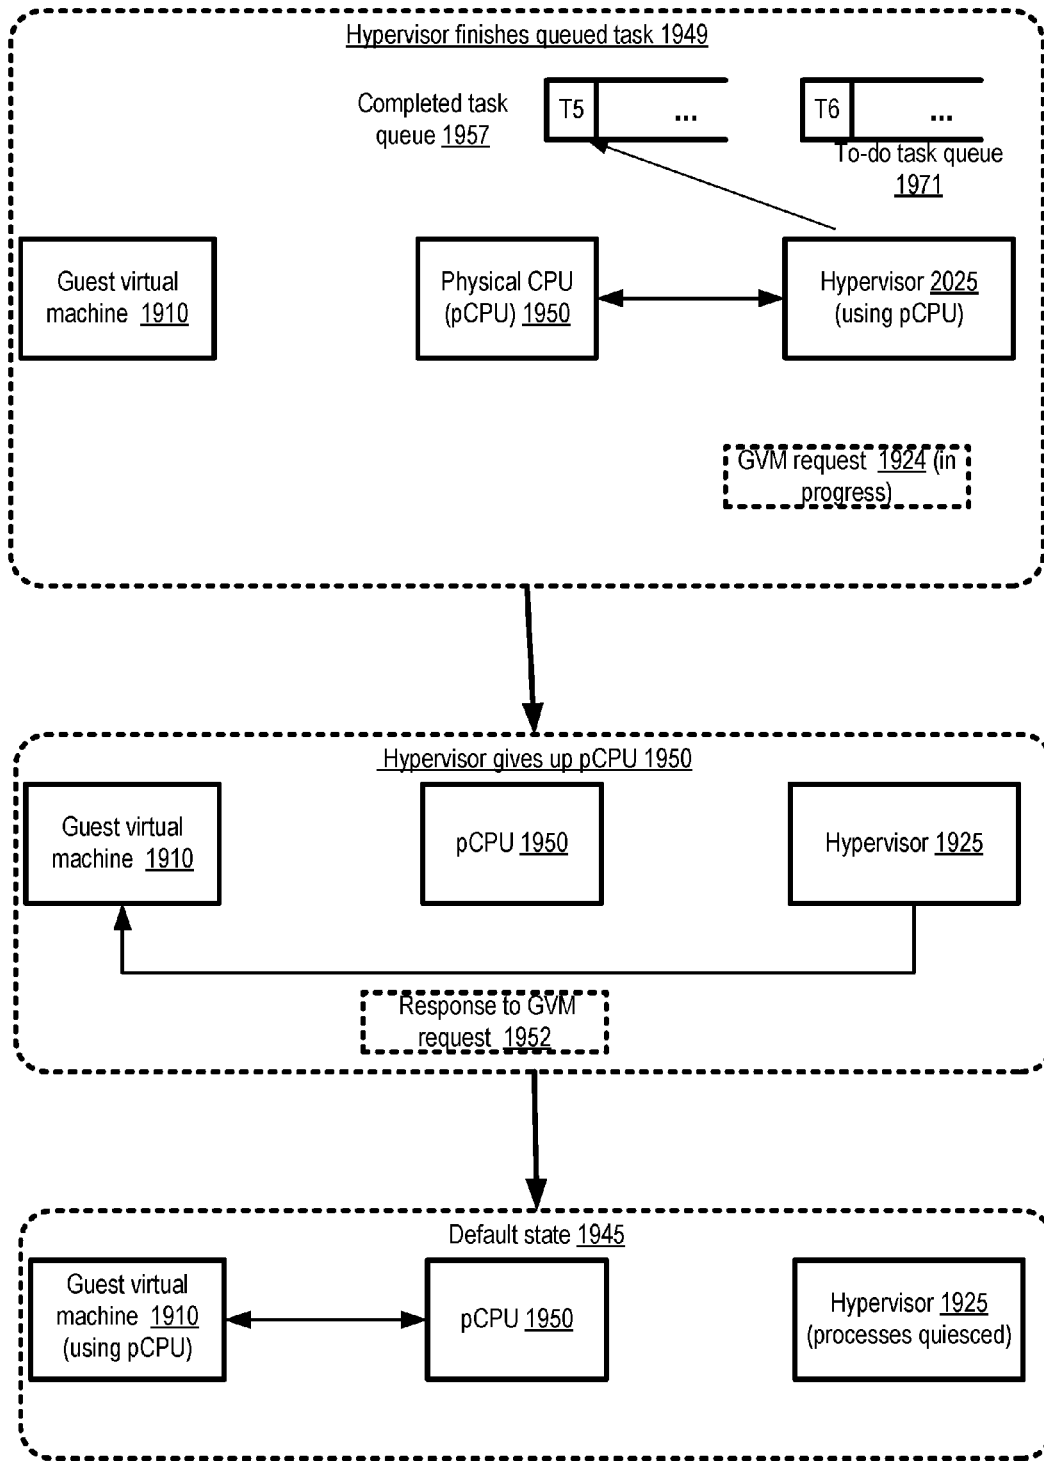 Hypervisor finishes queued task 1949
Completed task
queue 1957
T5
...
T6
...
To-do task queue
1971
Guest virtual
machine 1910
Physical CPU
(pCPU) 1950
Hypervisor 2025
(using pCPU)
GVM request 1924 (in
progress)
Hypervisor gives up pCPU 1950
Guest virtual
machine 1910
pCPU 1950
Hypervisor 1925
Response to GVM
request 1952
Default state 1945
Guest virtual
machine 1910
(using pCPU)
pCPU 1950
Hypervisor 1925
(processes quiesced)